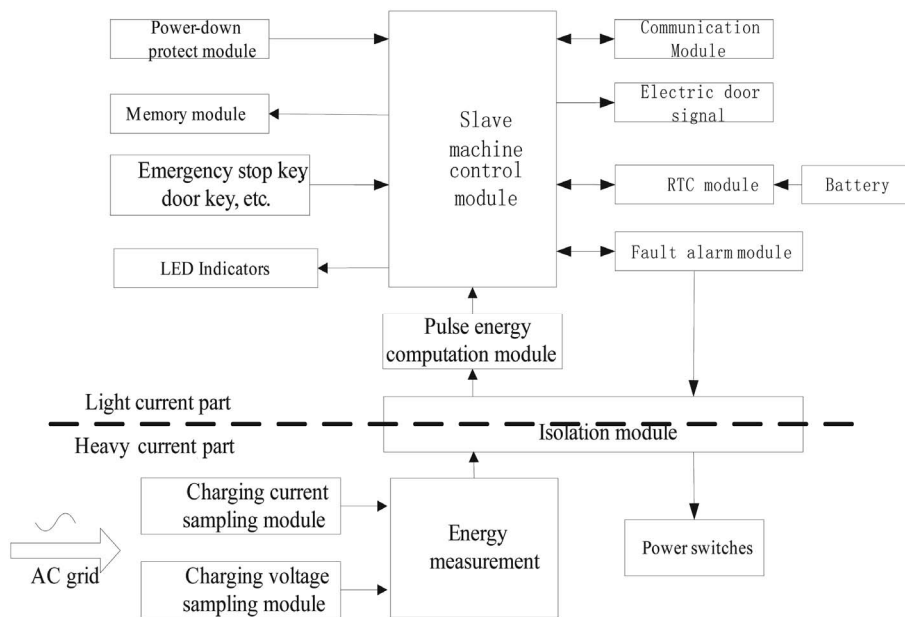 Power-down
protect module
Communication
Module
Memory module
Electric door
signal
Slave
machine
control
module
Emergency stop key
door key, etc.
RTC module
Battery
LED Indicators
Fault alarm module
Pulse energy
computation module
Light current part
Heavy current part
Isolation module
Charging current
sampling module
Energy
measurement
Power switches
AC grid
Charging voltage
sampling module